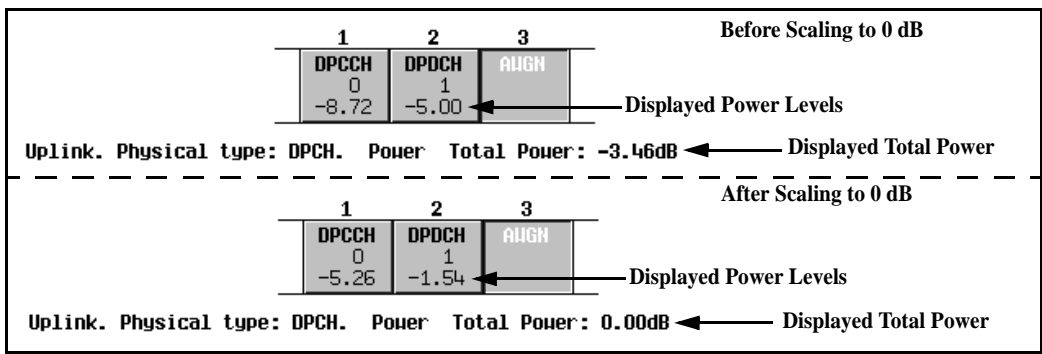 Before Scaling to 0 dB
1 2 3
DPCCH DPDCH AWGN
0 1
-8.72 -5.00 Displayed Power Levels
Uplink. Physical type: DPCH. Power Total Power: -3.46dB Displayed Total Power
After Scaling to 0 dB
1 2 3
DPCCH DPDCH AWGN
0 1
-5.26 -1.54 Displayed Power Levels
Uplink. Physical type: DPCH. Power Total Power: 0.00dB Displayed Total Power